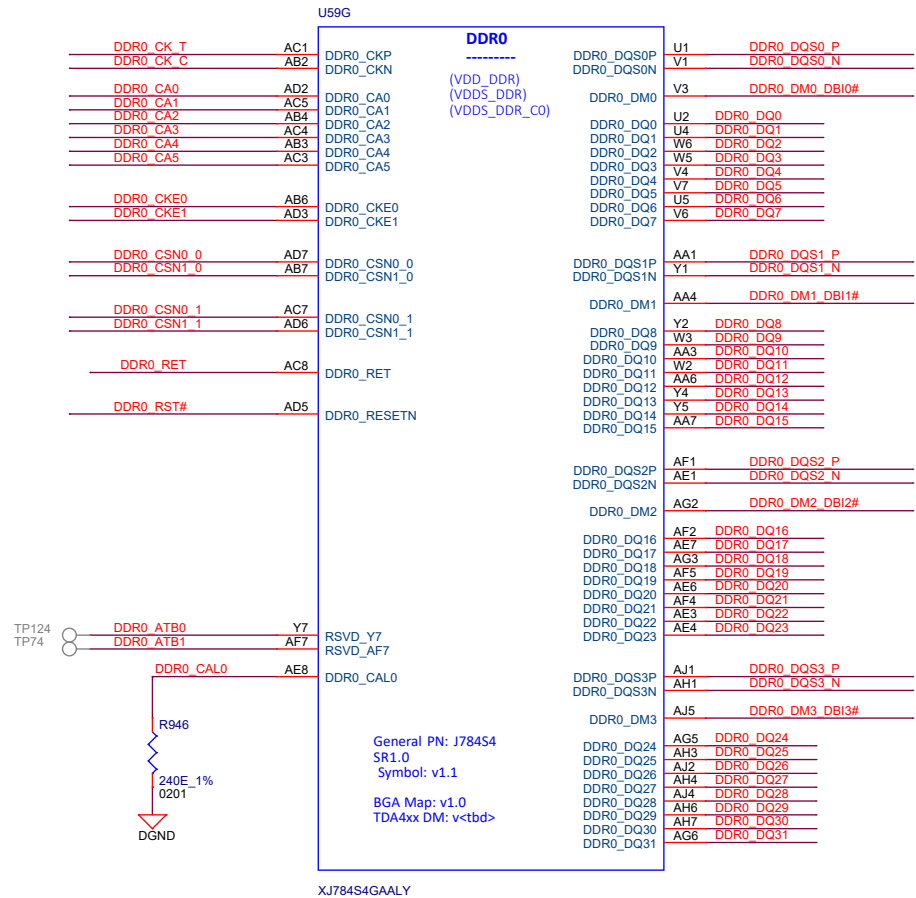 U59G
DDR0
---------
(VDD_DDR)
(VDDS_DDR)
(VDDS_DDR_C0)
DDR0_CK_T AC1 DDR0_CKP
DDR0_CK_C AB2 DDR0_CKN
DDR0_CA0 AD2 DDR0_CA0
DDR0_CA1 AC5 DDR0_CA1
DDR0_CA2 AB4 DDR0_CA2
DDR0_CA3 AC4 DDR0_CA3
DDR0_CA4 AB3 DDR0_CA4
DDR0_CA5 AC3 DDR0_CA5
DDR0_CKE0 AB6 DDR0_CKE0
DDR0_CKE1 AD3 DDR0_CKE1
DDR0_CSN0_0 AD7 DDR0_CSN0_0
DDR0_CSN1_0 AB7 DDR0_CSN1_0
DDR0_CSN0_1 AC7 DDR0_CSN0_1
DDR0_CSN1_1 AD6 DDR0_CSN1_1
DDR0_RET AC8 DDR0_RET
DDR0_RST# AD5 DDR0_RESETN
TP124 DDR0_ATB0 Y7 RSVD_Y7
TP74 DDR0_ATB1 AF7 RSVD_AF7
DDR0_CAL0 AE8 DDR0_CAL0
R946
240E_1%
0201
DGND
General PN: J784S4
SR1.0
Symbol: v1.1
BGA Map: v1.0
TDA4xx DM: v<tbd>
DDR0_DQS0P U1 DDR0_DQS0_P
DDR0_DQS0N V1 DDR0_DQS0_N
DDR0_DM0 V3 DDR0_DM0_DBI0#
DDR0_DQ0 U2 DDR0_DQ0
DDR0_DQ1 U4 DDR0_DQ1
DDR0_DQ2 W6 DDR0_DQ2
DDR0_DQ3 W5 DDR0_DQ3
DDR0_DQ4 V4 DDR0_DQ4
DDR0_DQ5 V7 DDR0_DQ5
DDR0_DQ6 U5 DDR0_DQ6
DDR0_DQ7 V6 DDR0_DQ7
DDR0_DQS1P AA1 DDR0_DQS1_P
DDR0_DQS1N Y1 DDR0_DQS1_N
DDR0_DM1 AA4 DDR0_DM1_DBI1#
DDR0_DQ8 Y2 DDR0_DQ8
DDR0_DQ9 W3 DDR0_DQ9
DDR0_DQ10 AA3 DDR0_DQ10
DDR0_DQ11 W2 DDR0_DQ11
DDR0_DQ12 AA6 DDR0_DQ12
DDR0_DQ13 Y4 DDR0_DQ13
DDR0_DQ14 Y5 DDR0_DQ14
DDR0_DQ15 AA7 DDR0_DQ15
DDR0_DQS2P AF1 DDR0_DQS2_P
DDR0_DQS2N AE1 DDR0_DQS2_N
DDR0_DM2 AG2 DDR0_DM2_DBI2#
DDR0_DQ16 AF2 DDR0_DQ16
DDR0_DQ17 AE7 DDR0_DQ17
DDR0_DQ18 AG3 DDR0_DQ18
DDR0_DQ19 AF5 DDR0_DQ19
DDR0_DQ20 AE6 DDR0_DQ20
DDR0_DQ21 AF4 DDR0_DQ21
DDR0_DQ22 AE3 DDR0_DQ22
DDR0_DQ23 AE4 DDR0_DQ23
DDR0_DQS3P AJ1 DDR0_DQS3_P
DDR0_DQS3N AH1 DDR0_DQS3_N
DDR0_DM3 AJ5 DDR0_DM3_DBI3#
DDR0_DQ24 AG5 DDR0_DQ24
DDR0_DQ25 AH3 DDR0_DQ25
DDR0_DQ26 AJ2 DDR0_DQ26
DDR0_DQ27 AH4 DDR0_DQ27
DDR0_DQ28 AJ4 DDR0_DQ28
DDR0_DQ29 AH6 DDR0_DQ29
DDR0_DQ30 AH7 DDR0_DQ30
DDR0_DQ31 AG6 DDR0_DQ31
XJ784S4GAALY